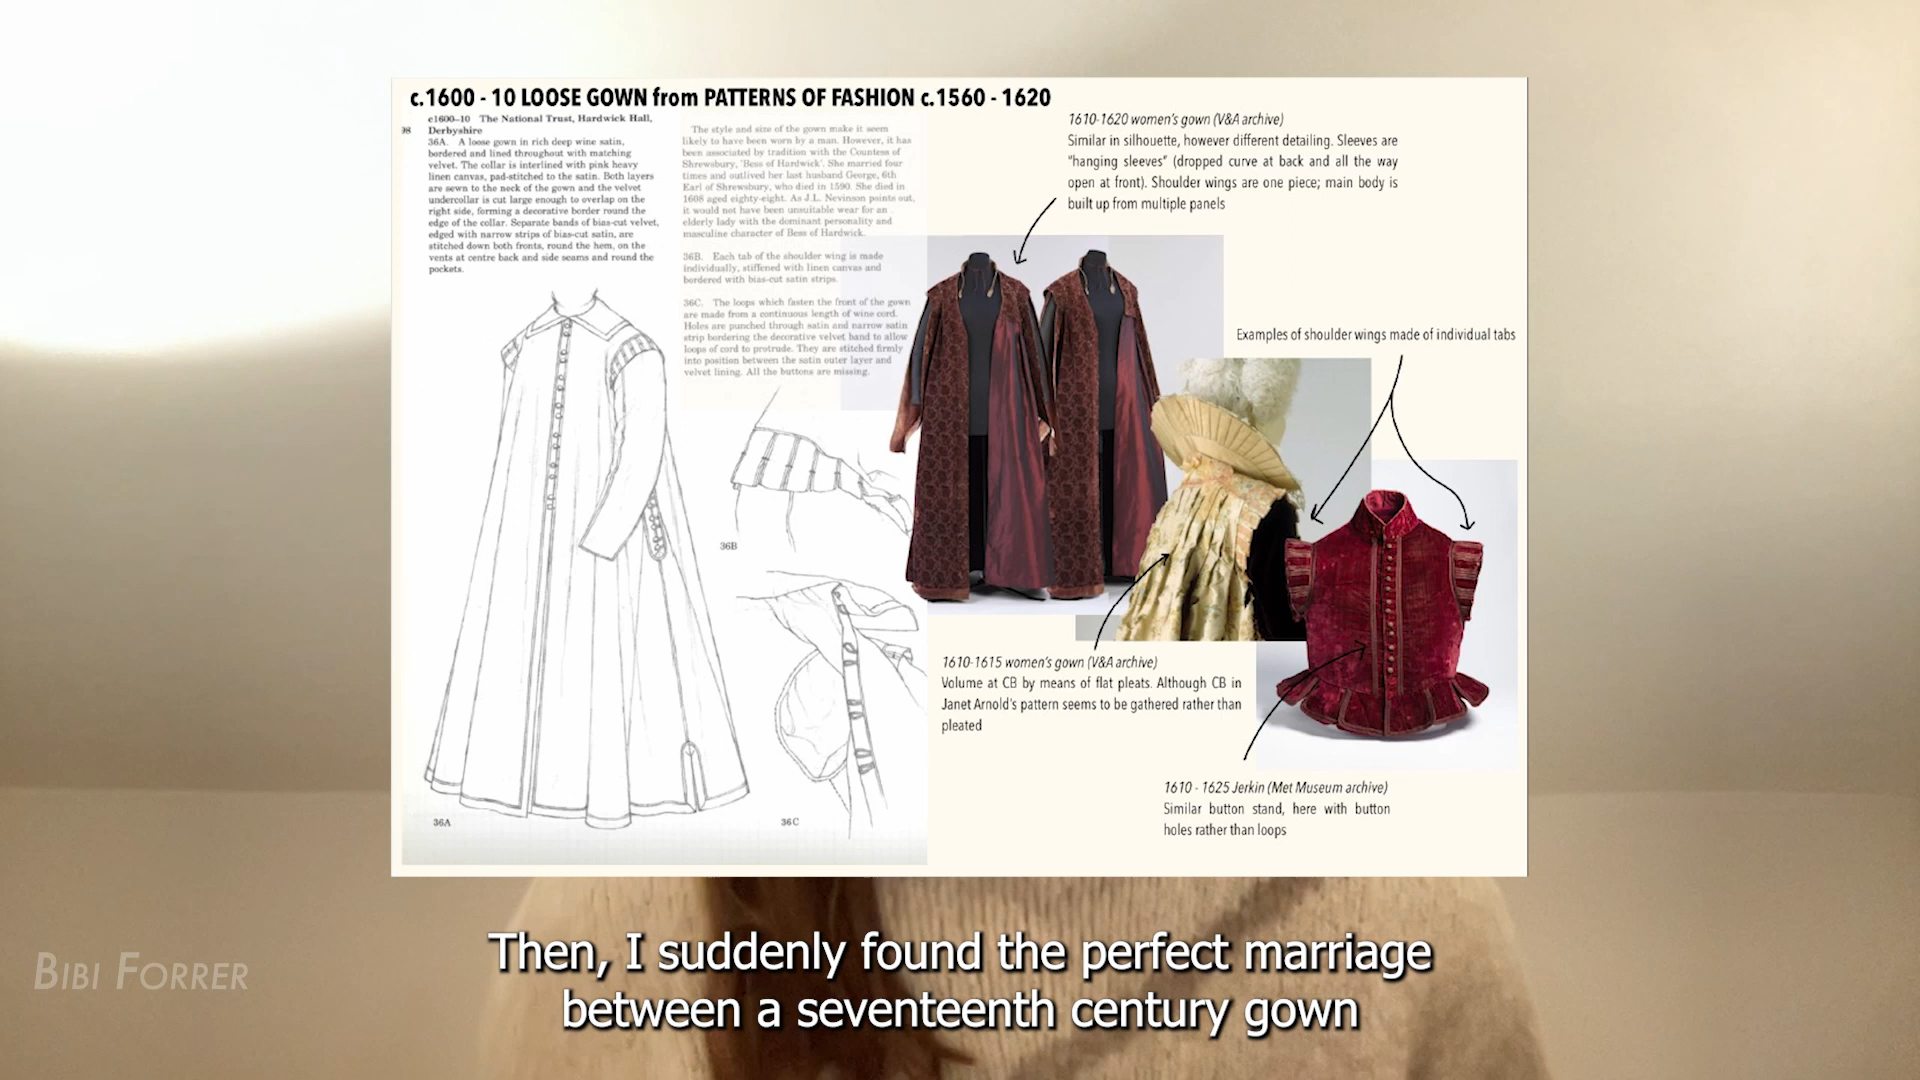 c.1600 - 10 LOOSE GOWN from PATTERNS OF FASHION c.1560 - 1620
98
c1600–10 The National Trust, Hardwick Hall,
Derbyshire
36A. A loose gown in rich deep wine satin,
bordered and lined throughout with matching
velvet. The collar is interlined with pink heavy
linen canvas, pad-stitched to the satin. Both layers
are sewn to the neck of the gown and the velvet
undercollar is cut large enough to overlap on the
right side, forming a decorative border round the
edge of the collar. Separate bands of bias-cut velvet,
edged with narrow strips of bias-cut satin, are
stitched down both fronts, round the hem, on the
vents at centre back and side seams and round the
pockets.
The style and size of the gown make it seem
likely to have been worn by a man. However, it has
been associated by tradition with the Countess of
Shrewsbury, 'Bess of Hardwick'. She married four
times and outlived her last husband George, 6th
Earl of Shrewsbury, who died in 1590. She died in
1608 aged eighty-eight. As J.L. Nevinson points out,
it would not have been unsuitable wear for an
elderly lady with the dominant personality and
masculine character of Bess of Hardwick.
36B. Each tab of the shoulder wing is made
individually, stiffened with linen canvas and
bordered with bias-cut satin strips.
36C. The loops which fasten the front of the gown
are made from a continuous length of wine cord.
Holes are punched through satin and narrow satin
strip bordering the decorative velvet band to allow
loops of cord to protrude. They are stitched firmly
into position between the satin outer layer and
velvet lining. All the buttons are missing.
36B
36A
36C
1610-1620 women's gown (V&A archive)
Similar in silhouette, however different detailing. Sleeves are
"hanging sleeves" (dropped curve at back and all the way
open at front). Shoulder wings are one piece; main body is
built up from multiple panels
Examples of shoulder wings made of individual tabs
1610-1615 women's gown (V&A archive)
Volume at CB by means of flat pleats. Although CB in
Janet Arnold's pattern seems to be gathered rather than
pleated
1610 - 1625 Jerkin (Met Museum archive)
Similar button stand, here with button
holes rather than loops
BIBI FORRER
Then, I suddenly found the perfect marriage
between a seventeenth century gown